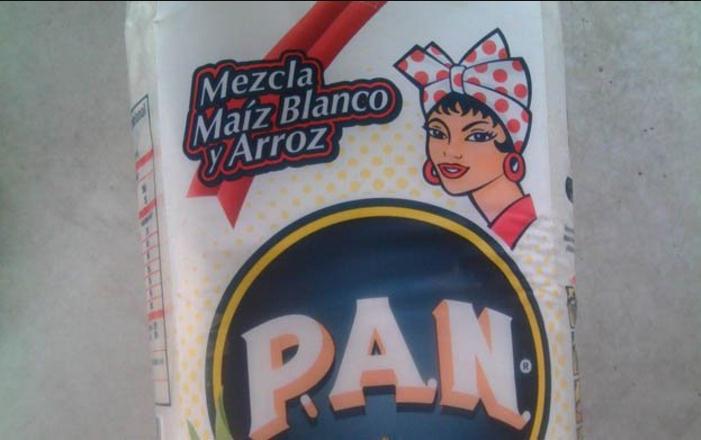 Mezcla
Maíz Blanco
y Arroz
P.A.N.
®